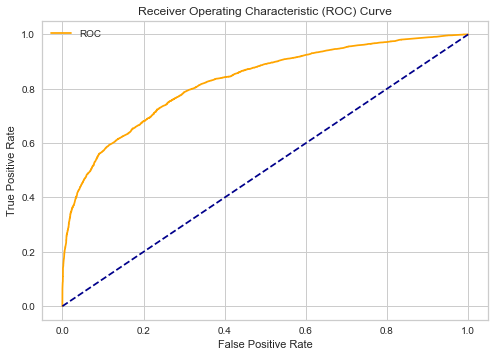 Receiver Operating Characteristic (ROC) Curve
ROC
True Positive Rate
1.0
0.8
0.6
0.4
0.2
0.0
0.0 0.2 0.4 0.6 0.8 1.0
False Positive Rate